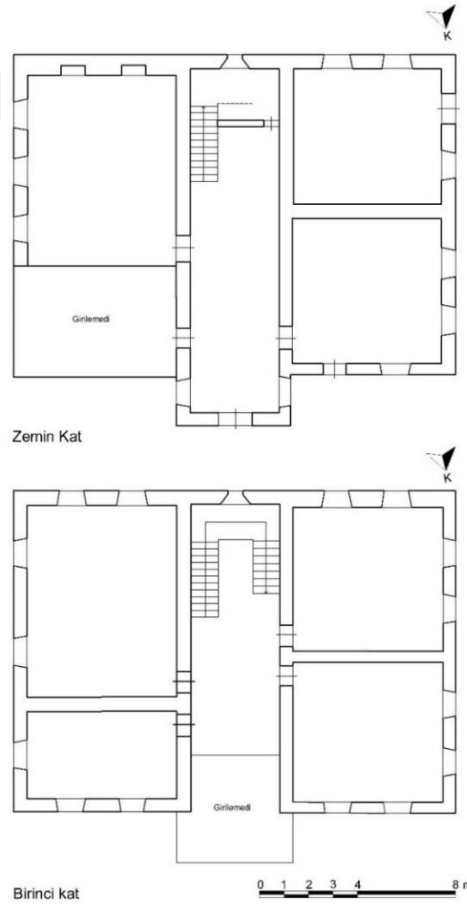 K
Girilemedi
Zemin Kat
K
Girilemedi
Birinci kat
0 1 2 3 4 8 m